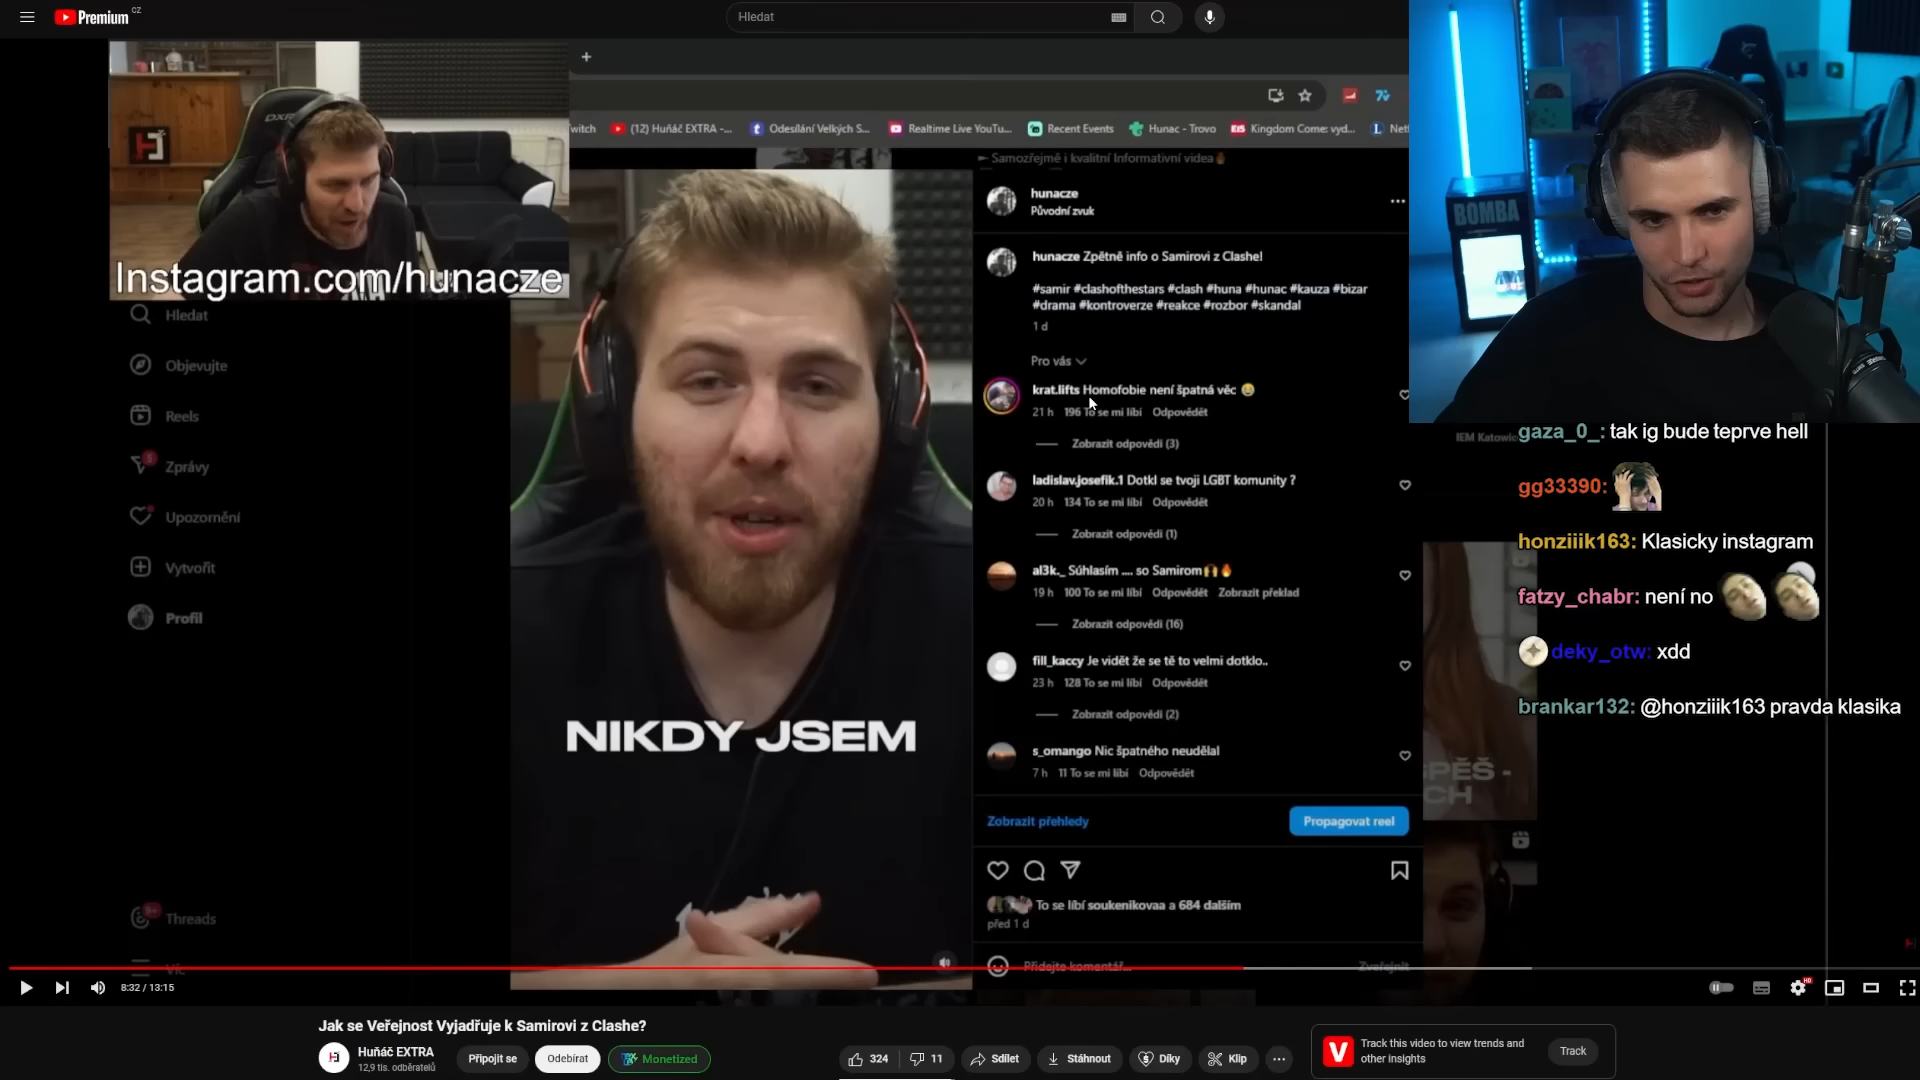 Premium CZ
Hledat
Instagram.com/hunacze
Hledat
Objevujte
Reels
Zprávy
Upozornění
Vytvořit
Profil
Threads
Víc
witch
(12) Huňáč EXTRA -...
Odesílání Velkých S...
Realtime Live YouTu...
Recent Events
Hunac - Trovo
Kingdom Come: vyd...
Samozřejmě i kvalitní Informativní videa
hunacze
Původní zvuk
hunacze Zpětně info o Samirovi z Clashe!
#samir #clashofthestars #clash #huna #hunac #kauza #bizar
#drama #kontroverze #reakce #rozbor #skandal
1 d
Pro vás
krat.lifts Homofobie není špatná věc 😂
21 h 196 To se mi líbí Odpovědět
Zobrazit odpovědi (3)
ladislav.josefik.1 Dotkl se tvoji LGBT komunity ?
20 h 134 To se mi líbí Odpovědět
Zobrazit odpovědi (1)
al3k._ Súhlasím .... so Samirom🙌🔥
19 h 100 To se mi líbí Odpovědět Zobrazit překlad
Zobrazit odpovědi (16)
fill_kaccy Je vidět že se tě to velmi dotklo..
23 h 128 To se mi líbí Odpovědět
Zobrazit odpovědi (2)
s_omango Nic špatného neudělal
7 h 11 To se mi líbí Odpovědět
Zobrazit přehledy
Propagovat reel
To se líbí soukenikovaa a 684 dalším
před 1 d
Přidejte komentář...
Zveřejnit
NIKDY JSEM
BOMBA
gaza_0_: tak ig bude teprve hell
gg33390:
honziiik163: Klasicky instagram
fatzy_chabr: není no
deky_otw: xdd
brankar132: @honziiik163 pravda klasika
8:32 / 13:15
HD
Jak se Veřejnost Vyjadřuje k Samirovi z Clashe?
Huňáč EXTRA
12,9 tis. odběratelů
Připojit se
Odebírat
Monetized
324
11
Sdílet
Stáhnout
Díky
Klip
Track this video to view trends and
other insights
Track